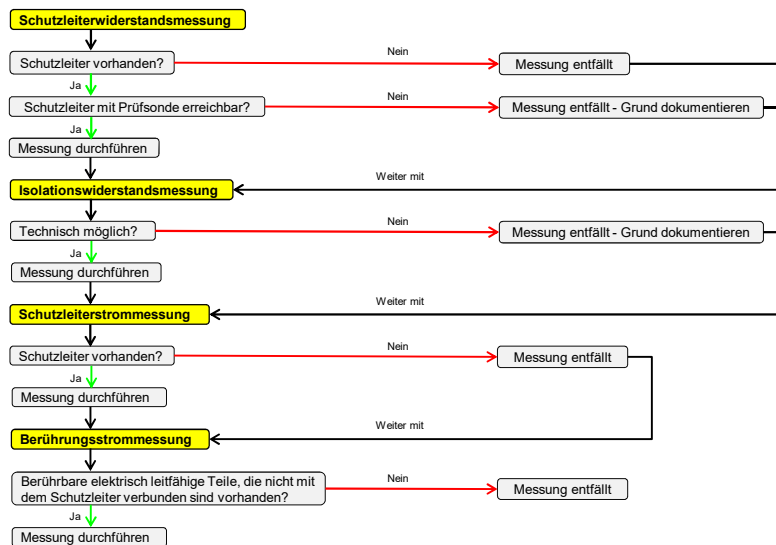 Schutzleiterwiderstandsmessung
Nein
Schutzleiter vorhanden?
Messung entfällt
Ja
Nein
Schutzleiter mit Prüfsonde erreichbar?
Messung entfällt - Grund dokumentieren
Ja
Messung durchführen
Weiter mit
Isolationswiderstandsmessung
Nein
Technisch möglich?
Messung entfällt - Grund dokumentieren
Ja
Messung durchführen
Weiter mit
Schutzleiterstrommessung
Nein
Schutzleiter vorhanden?
Messung entfällt
Ja
Messung durchführen
Weiter mit
Berührungsstrommessung
Nein
Berührbare elektrisch leitfähige Teile, die nicht mit
dem Schutzleiter verbunden sind vorhanden?
Messung entfällt
Ja
Messung durchführen